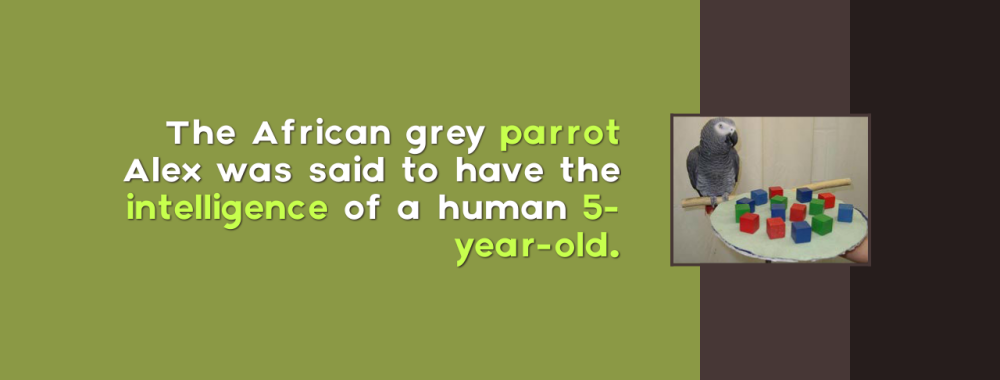 The African grey parrot
Alex was said to have the
intelligence of a human 5-
year-old.